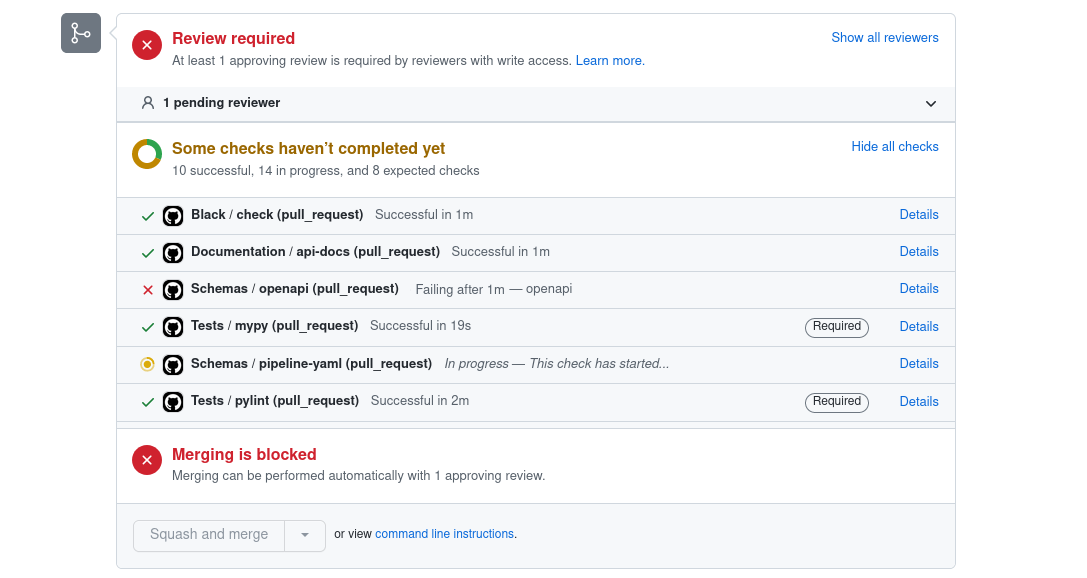 Review required
Show all reviewers
At least 1 approving review is required by reviewers with write access. Learn more.
1 pending reviewer
Some checks haven’t completed yet
Hide all checks
10 successful, 14 in progress, and 8 expected checks
Black / check (pull_request) Successful in 1m Details
Documentation / api-docs (pull_request) Successful in 1m Details
Schemas / openapi (pull_request) Failing after 1m — openapi Details
Tests / mypy (pull_request) Successful in 19s Required Details
Schemas / pipeline-yaml (pull_request) In progress — This check has started... Details
Tests / pylint (pull_request) Successful in 2m Required Details
Merging is blocked
Merging can be performed automatically with 1 approving review.
Squash and merge or view command line instructions.